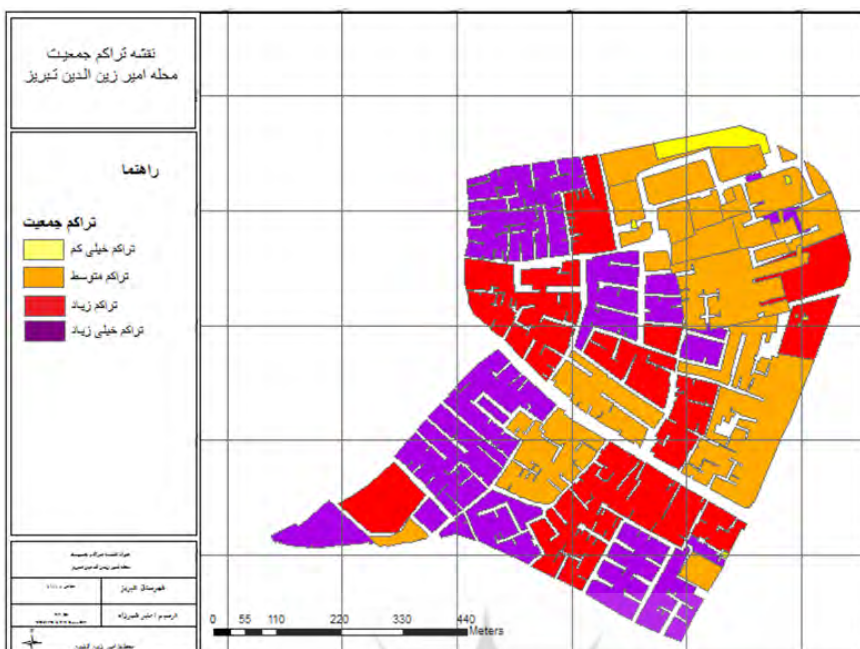 نقشه تراکم جمعیت
محله امیر زین الدین تبریز
راهنما
تراکم جمعیت
تراکم خیلی کم
تراکم متوسط
تراکم زیاد
تراکم خیلی زیاد
شهرستان تبریز
0 55 110 220 330 440
Meters